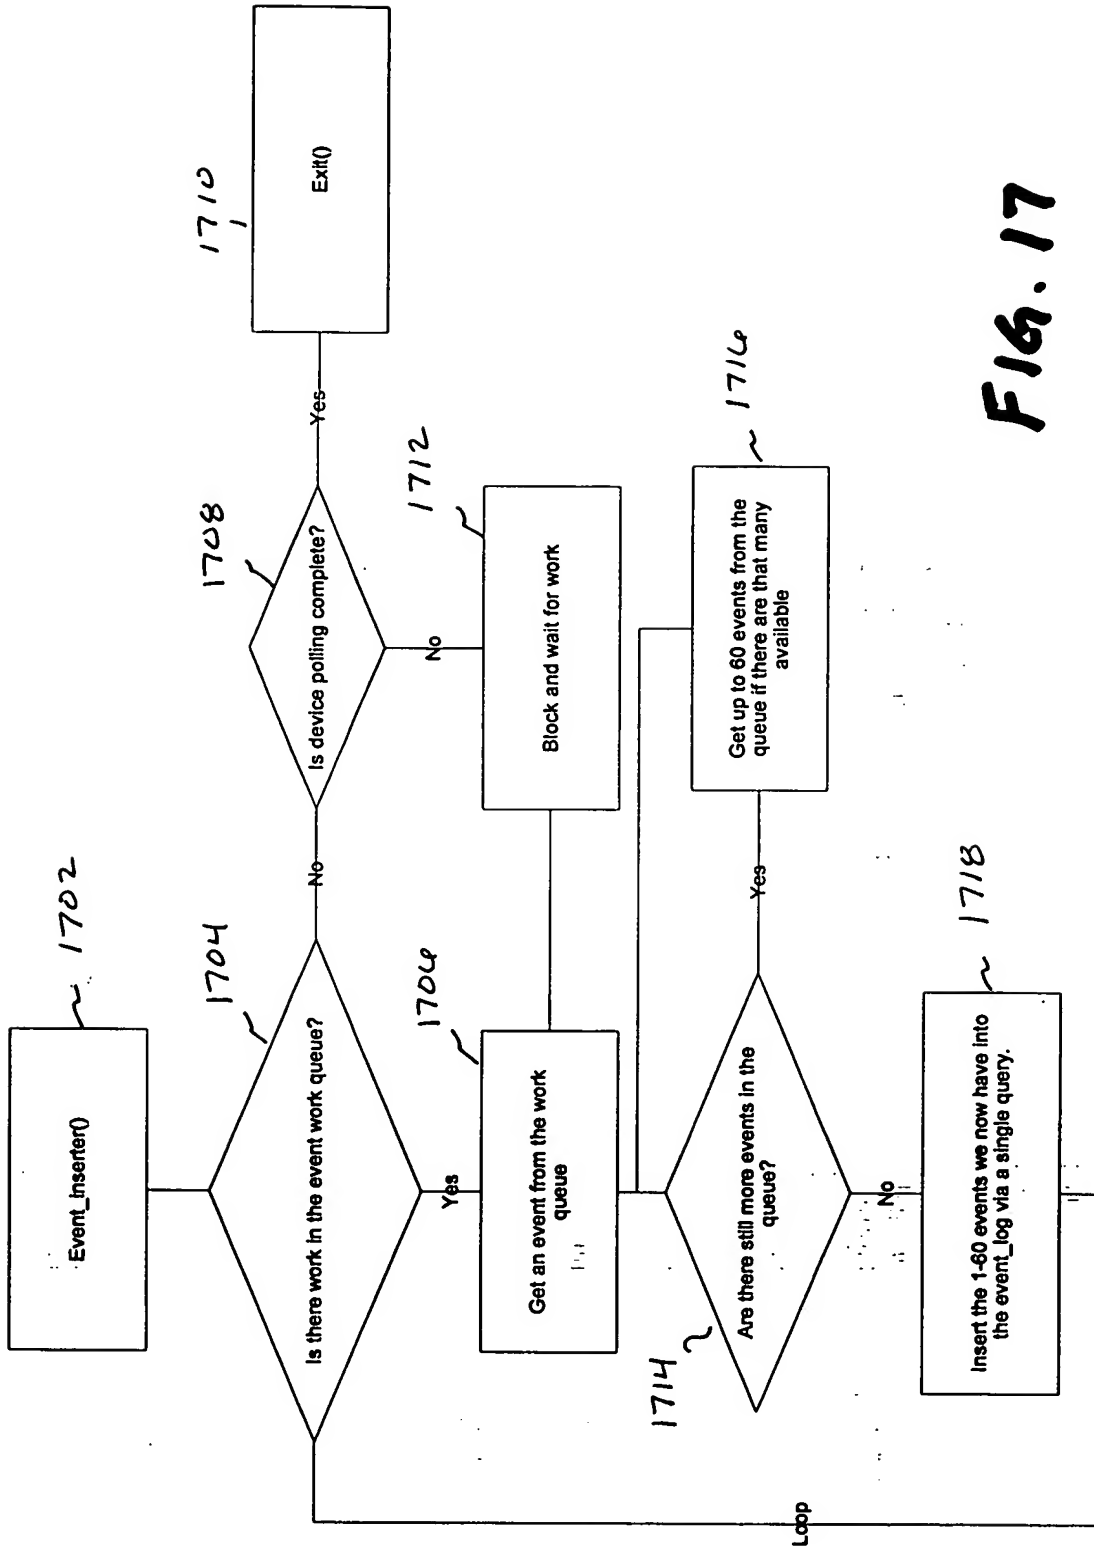 Event_Inserter()
1702
Is there work in the event work queue?
1704
No
Is device polling complete?
1708
Yes
Exit()
1710
Yes
No
Get an event from the work
queue
1706
Block and wait for work
1712
Are there still more events in the
queue?
1714
Yes
Get up to 60 events from the
queue if there are that many
available
1716
No
Insert the 1-60 events we now have into
the event_log via a single query.
1718
Loop
FIG. 17